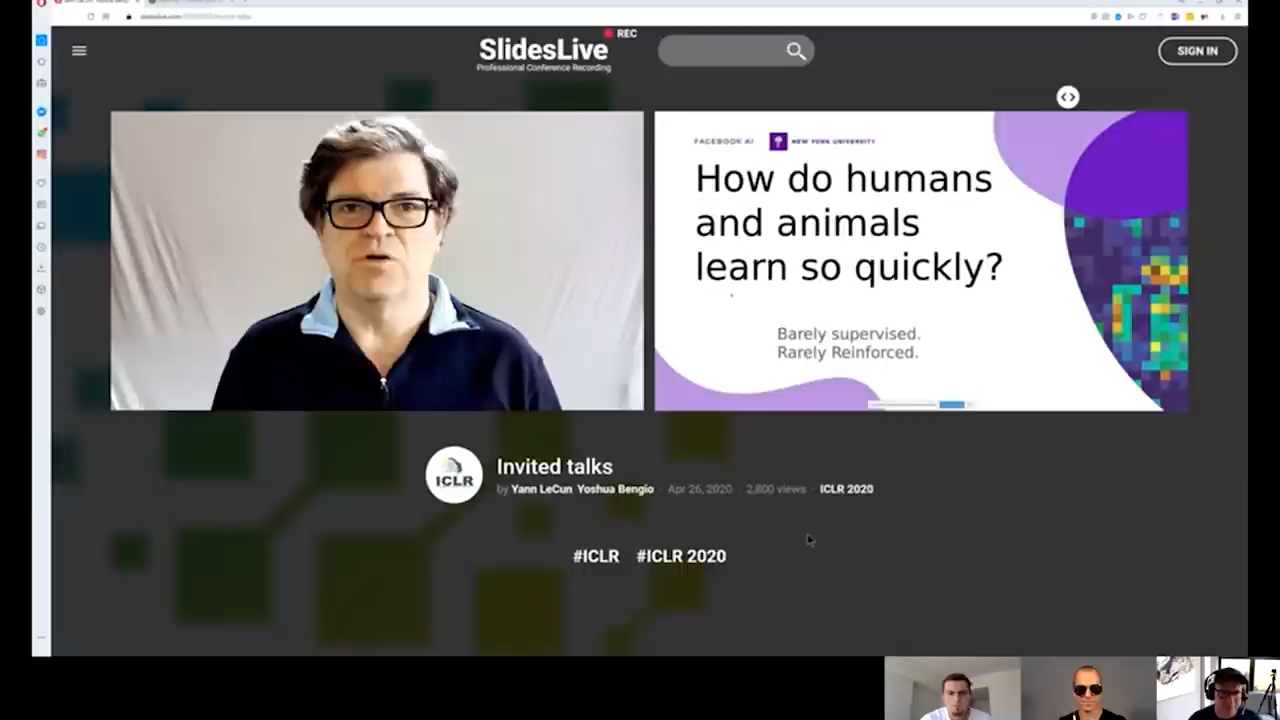 REC
SlidesLive
Professional Conference Recording
SIGN IN
FACEBOOK AI
NEW YORK UNIVERSITY
How do humans
and animals
learn so quickly?
Barely supervised.
Rarely Reinforced.
ICLR
Invited talks
by Yann LeCun Yoshua Bengio · Apr 26, 2020 · 2,800 views · ICLR 2020
#ICLR #ICLR 2020